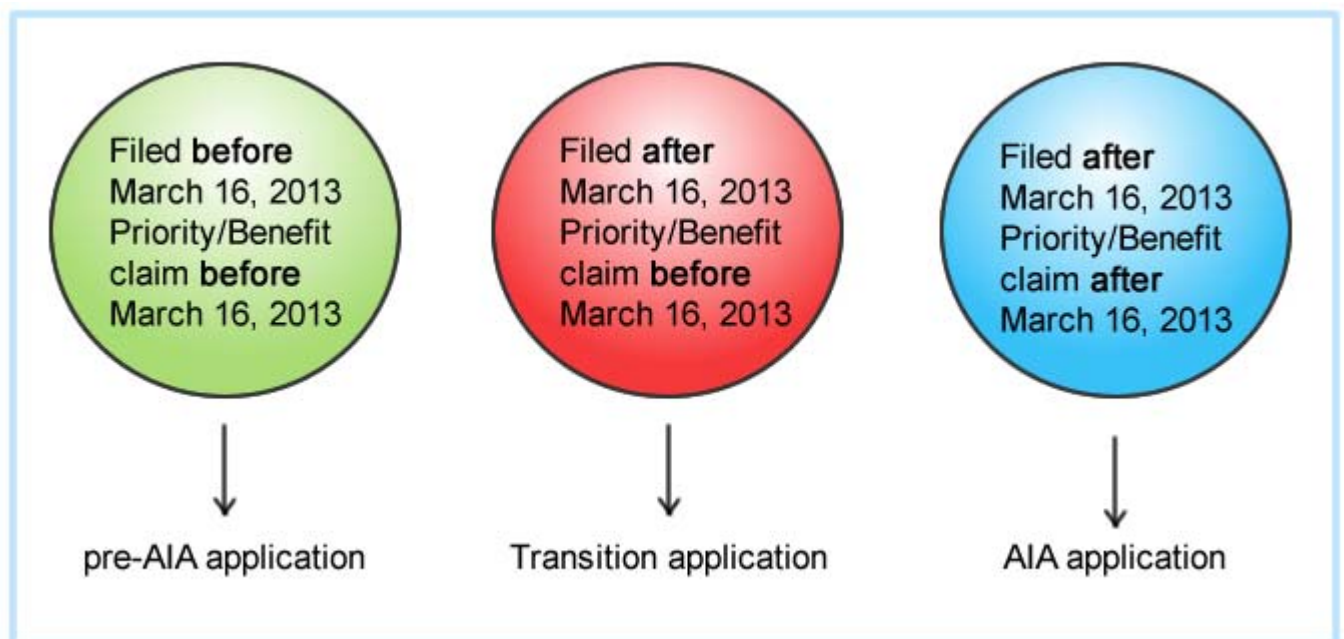 Filed before
March 16, 2013
Priority/Benefit
claim before
March 16, 2013
pre-AIA application
Filed after
March 16, 2013
Priority/Benefit
claim before
March 16, 2013
Transition application
Filed after
March 16, 2013
Priority/Benefit
claim after
March 16, 2013
AIA application